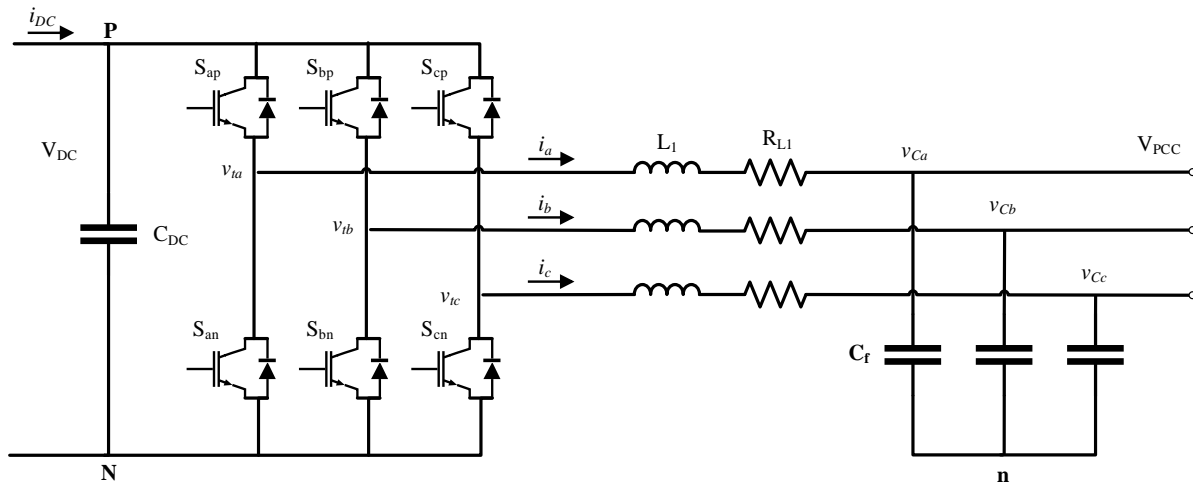 i_DC
P
S_ap
S_bp
S_cp
V_DC
C_DC
v_ta
v_tb
v_tc
i_a
i_b
i_c
L_1
R_L1
v_Ca
v_Cb
v_Cc
V_PCC
S_an
S_bn
S_cn
C_f
N
n